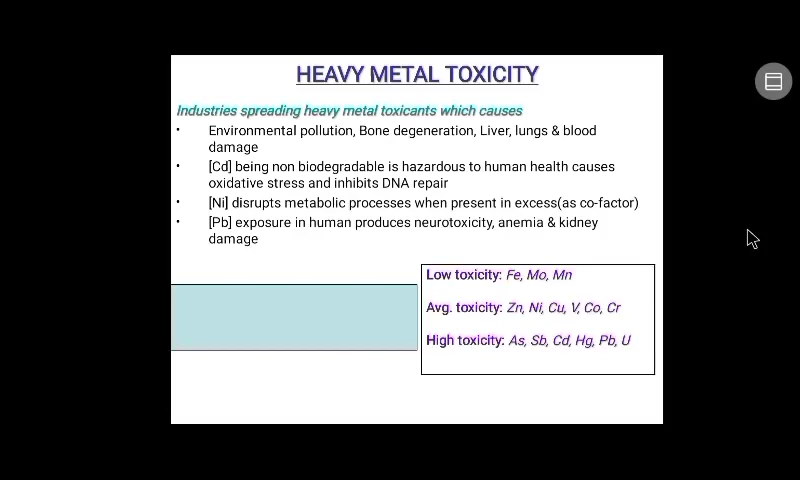 HEAVY METAL TOXICITY
Industries spreading heavy metal toxicants which causes
• Environmental pollution, Bone degeneration, Liver, lungs & blood
damage
• [Cd] being non biodegradable is hazardous to human health causes
oxidative stress and inhibits DNA repair
• [Ni] disrupts metabolic processes when present in excess(as co-factor)
• [Pb] exposure in human produces neurotoxicity, anemia & kidney
damage
Low toxicity: Fe, Mo, Mn
Avg. toxicity: Zn, Ni, Cu, V, Co, Cr
High toxicity: As, Sb, Cd, Hg, Pb, U